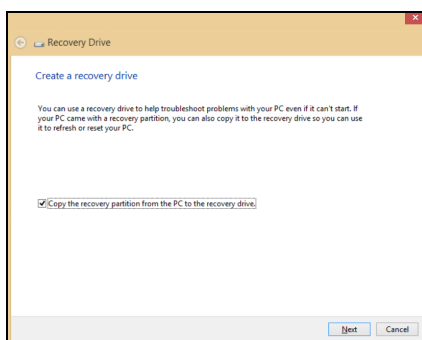 Recovery Drive
Create a recovery drive
You can use a recovery drive to help troubleshoot problems with your PC even if it can't start. If
your PC came with a recovery partition, you can also copy it to the recovery drive so you can use
it to refresh or reset your PC.
Copy the recovery partition from the PC to the recovery drive.
Next Cancel